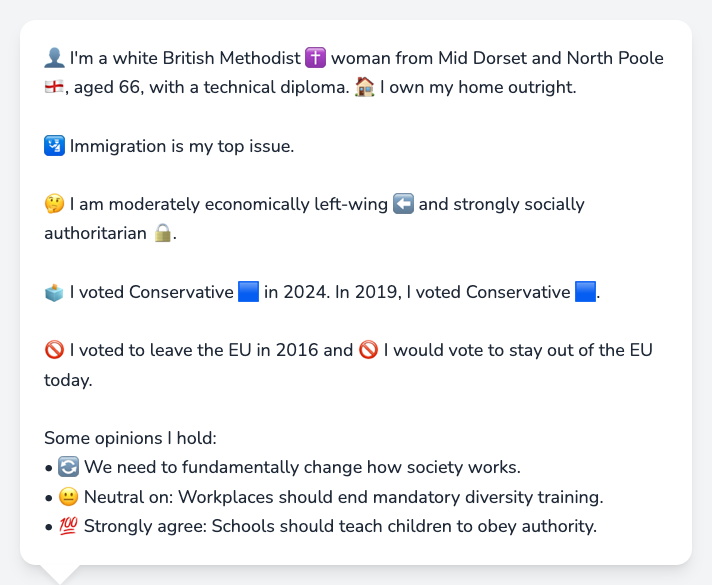 👤 I'm a white British Methodist ✝️ woman from Mid Dorset and North Poole
🏴󠁧󠁢󠁥󠁮󠁧󠁿, aged 66, with a technical diploma. 🏠 I own my home outright.
🛂 Immigration is my top issue.
🤔 I am moderately economically left-wing ⬅️ and strongly socially
authoritarian 🔒.
🗳️ I voted Conservative 🟦 in 2024. In 2019, I voted Conservative 🟦.
🚫 I voted to leave the EU in 2016 and 🚫 I would vote to stay out of the EU
today.
Some opinions I hold:
• 🔄 We need to fundamentally change how society works.
• 😐 Neutral on: Workplaces should end mandatory diversity training.
• 💯 Strongly agree: Schools should teach children to obey authority.